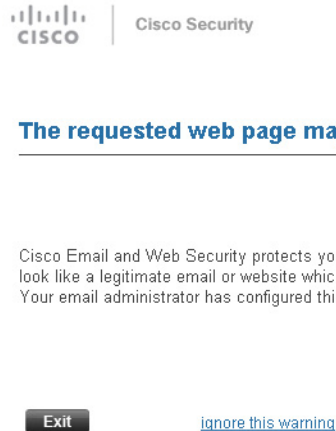 CISCO
Cisco Security
The requested web page ma
Cisco Email and Web Security protects yo
look like a legitimate email or website whic
Your email administrator has configured thi
Exit
ignore this warning